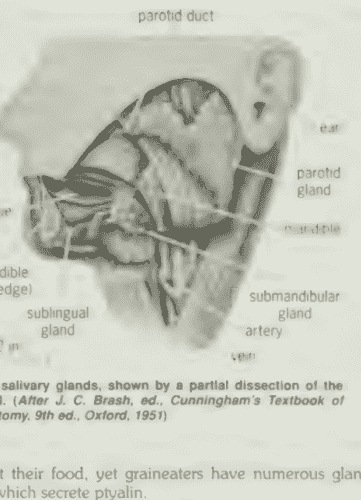 parotid duct
ear
parotid
gland
mandible
dible
edge)
sublingual
gland
submandibular
gland
artery
vein
salivary glands, shown by a partial dissection of the
(After J. C. Brash, ed., Cunningham's Textbook of
tomy, 9th ed., Oxford, 1951)
t their food, yet graineaters have numerous glan
which secrete ptyalin.